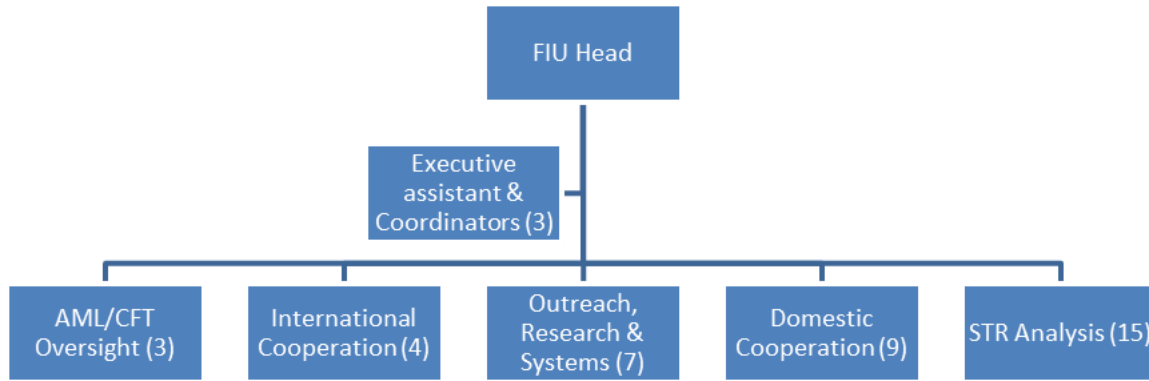 FIU Head
Executive
assistant &
Coordinators (3)
AML/CFT
Oversight (3)
International
Cooperation (4)
Outreach,
Research &
Systems (7)
Domestic
Cooperation (9)
STR Analysis (15)